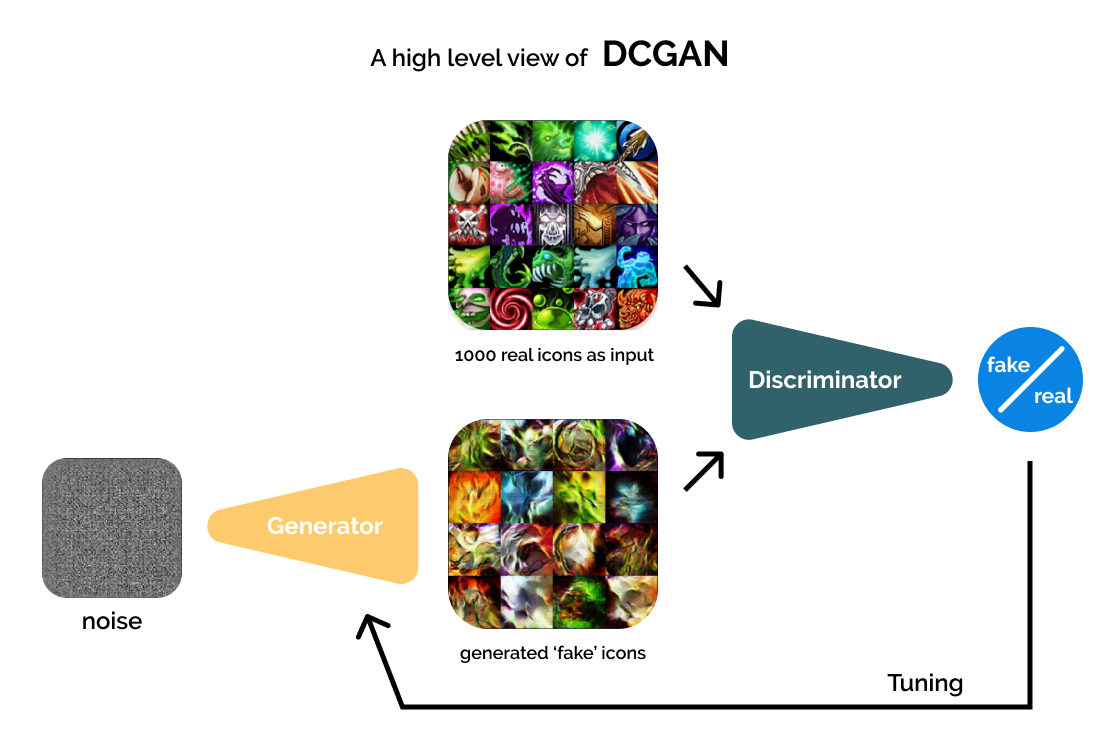 A high level view of DCGAN
1000 real icons as input
Discriminator
fake
real
Generator
noise
generated ‘fake’ icons
Tuning